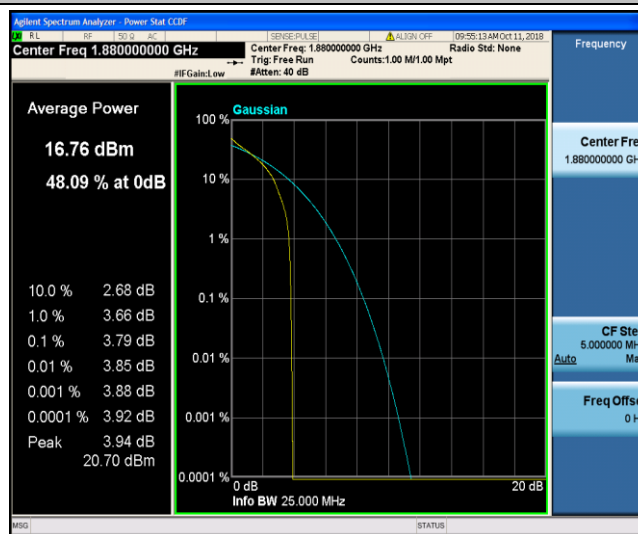 Agilent Spectrum Analyzer - Power Stat CCDF
RL RF 50 Ω AC SENSE:PULSE ALIGN OFF 09:55:13 AM Oct 11, 2018
Center Freq 1.880000000 GHz
Center Freq: 1.880000000 GHz Radio Std: None
Trig: Free Run Counts:1.00 M/1.00 Mpt
#IFGain:Low #Atten: 40 dB
Frequency
Average Power
16.76 dBm
48.09 % at 0dB
10.0 % 2.68 dB
1.0 % 3.66 dB
0.1 % 3.79 dB
0.01 % 3.85 dB
0.001 % 3.88 dB
0.0001 % 3.92 dB
Peak 3.94 dB
20.70 dBm
Gaussian
100 %
10 %
1 %
0.1 %
0.01 %
0.001 %
0.0001 %
0 dB 20 dB
Info BW 25.000 MHz
Center Fre
1.880000000 GH
CF Ste
5.000000 MH
Auto Ma
Freq Offse
0 H
MSG STATUS